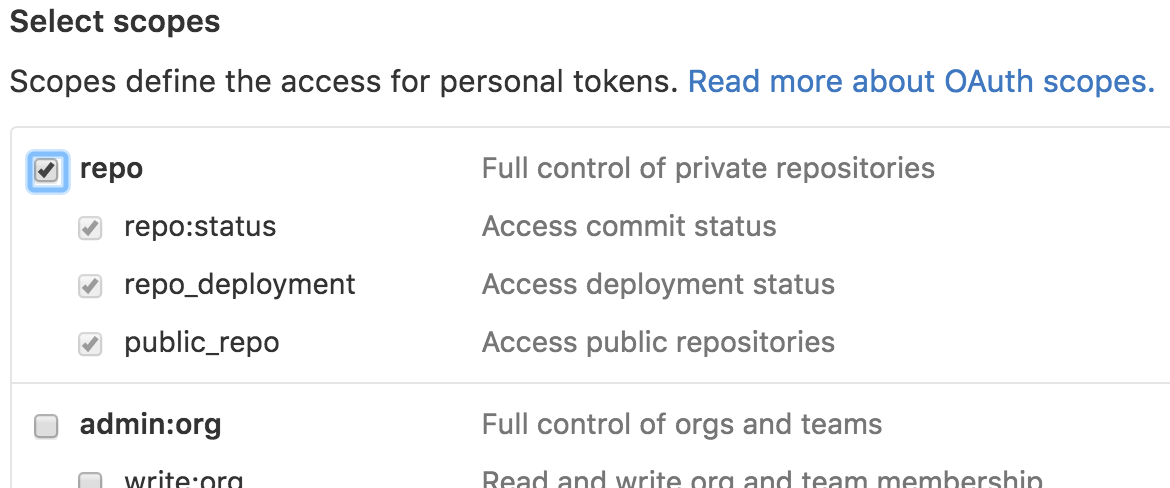 Select scopes
Scopes define the access for personal tokens. Read more about OAuth scopes.
repo Full control of private repositories
repo:status Access commit status
repo_deployment Access deployment status
public_repo Access public repositories
admin:org Full control of orgs and teams
write:org Read and write org and team membership